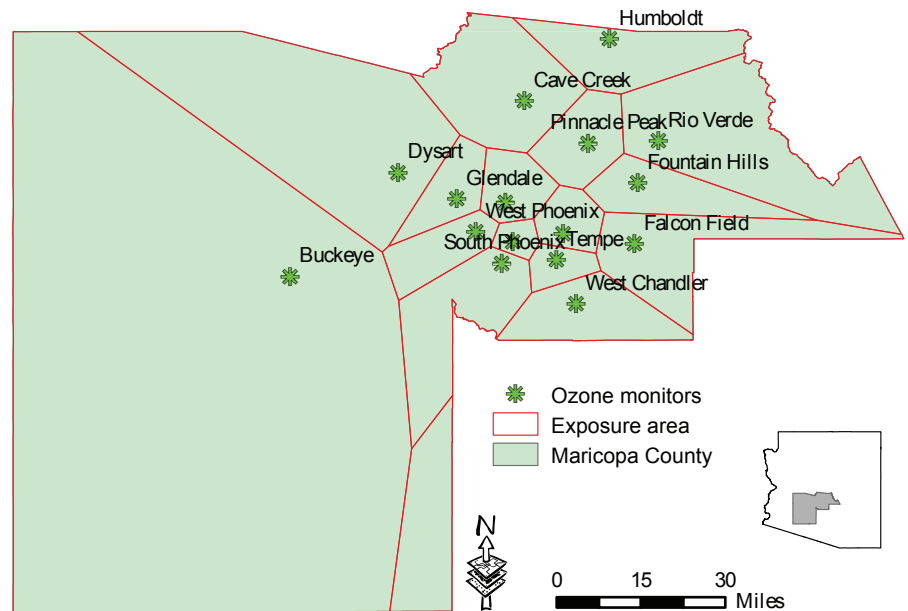 Humboldt
Cave Creek
Pinnacle Peak
Rio Verde
Dysart
Fountain Hills
Glendale
West Phoenix
Falcon Field
South Phoenix
Tempe
Buckeye
West Chandler
Ozone monitors
Exposure area
Maricopa County
N
0 15 30
Miles